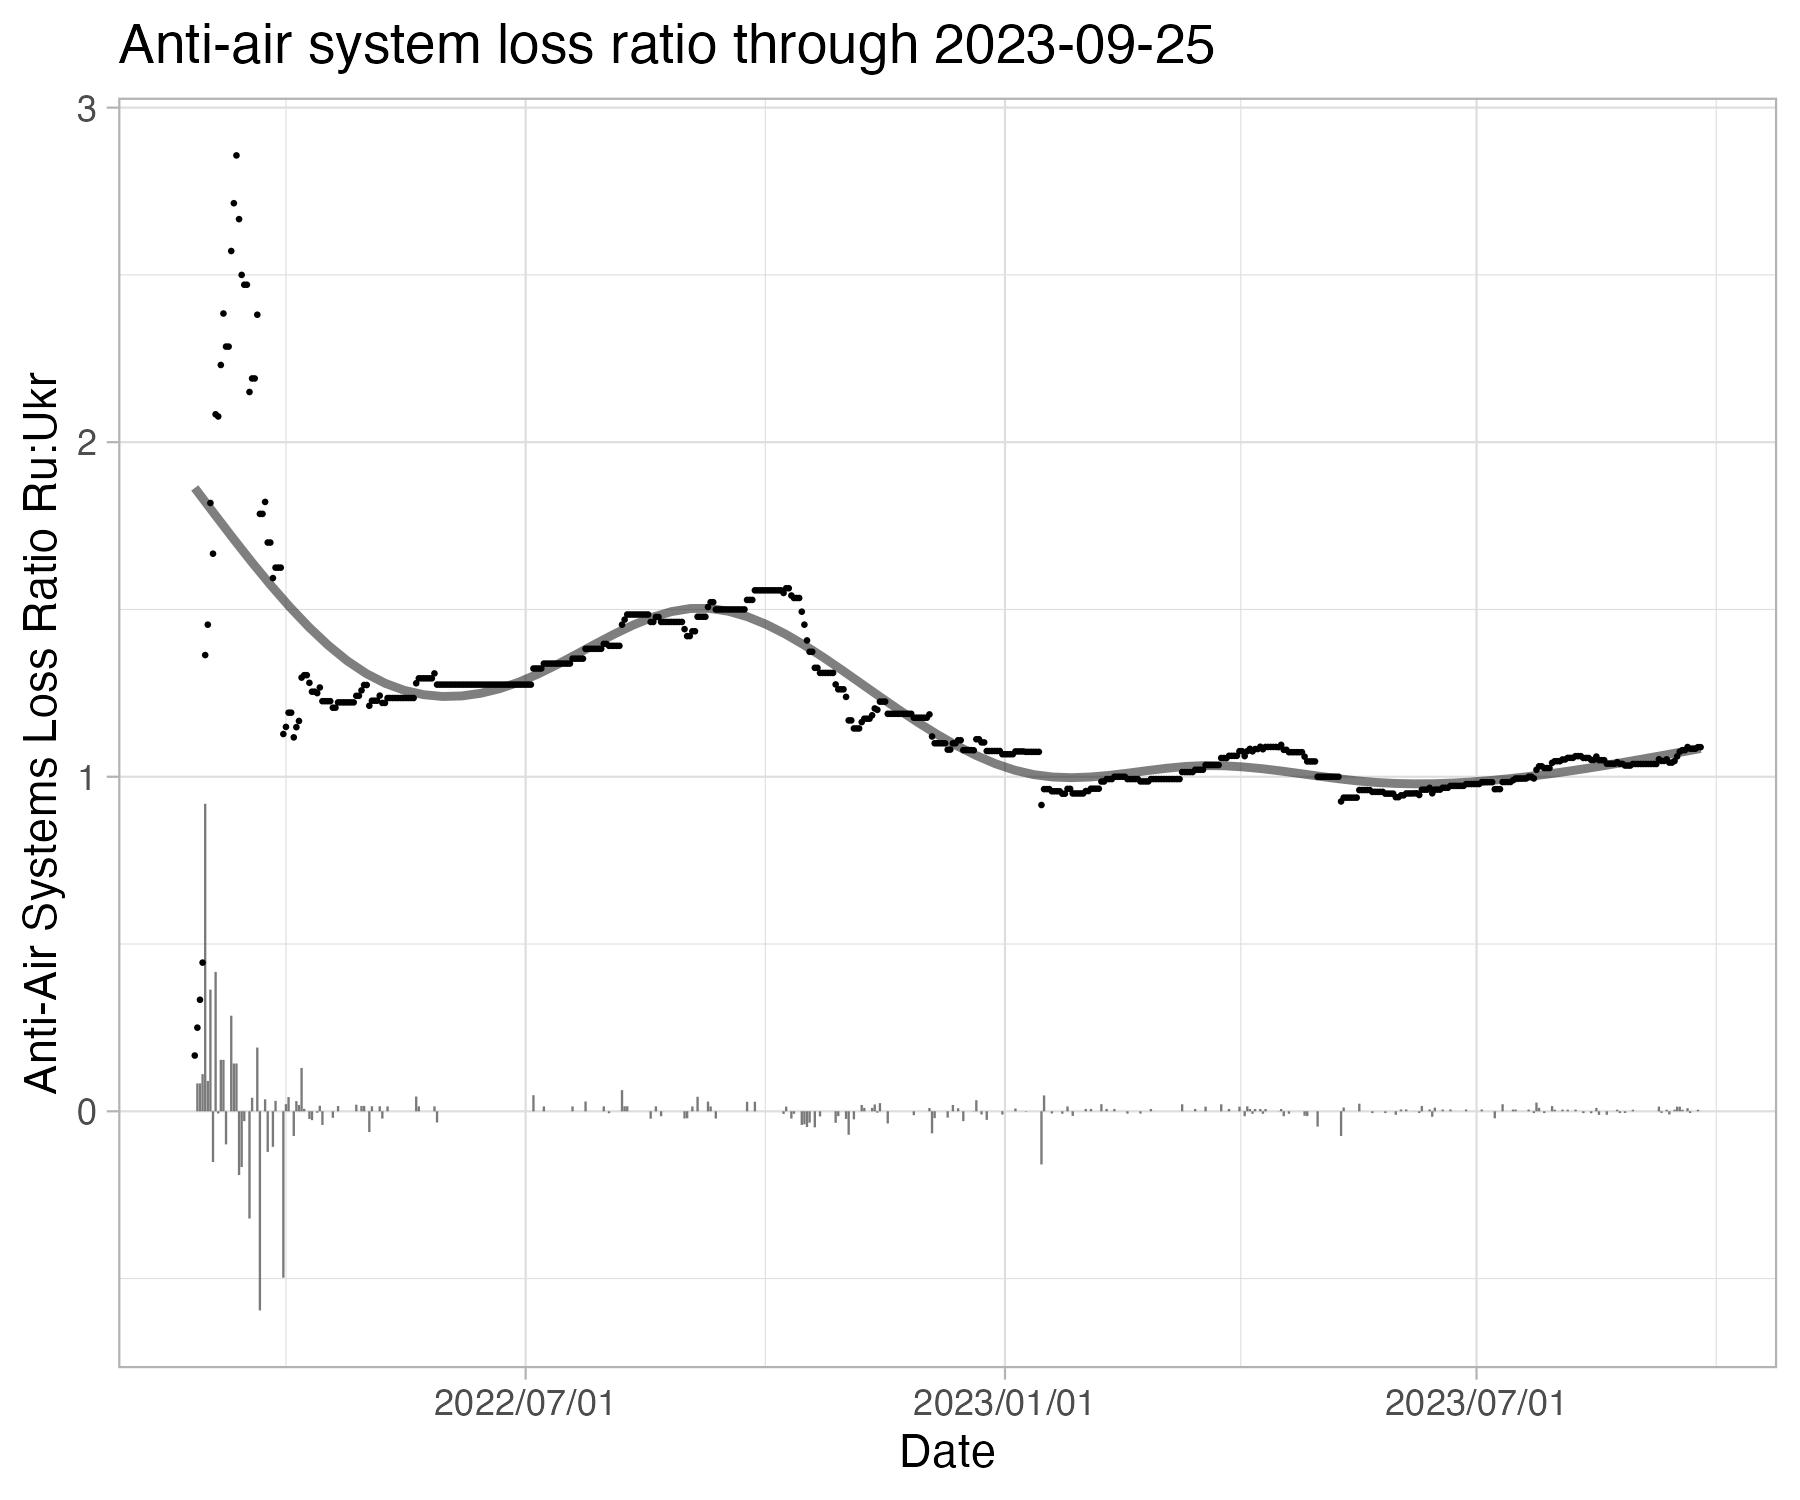 Anti-air system loss ratio through 2023-09-25
Anti-Air Systems Loss Ratio Ru:Ukr
3
2
1
0
2022/07/01
2023/01/01
2023/07/01
Date